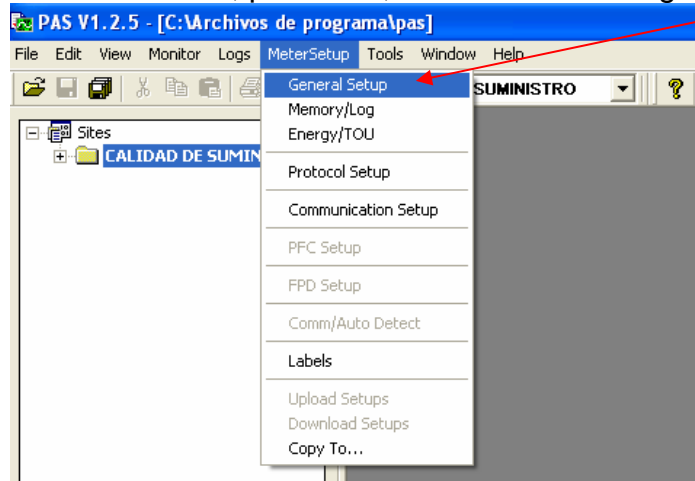 PAS V1.2.5 - [C:\Archivos de programa\pas]
File Edit View Monitor Logs MeterSetup Tools Window Help
SUMINISTRO
Sites
CALIDAD DE SUMIN
General Setup
Memory/Log
Energy/TOU
Protocol Setup
Communication Setup
PFC Setup
FPD Setup
Comm/Auto Detect
Labels
Upload Setups
Download Setups
Copy To...